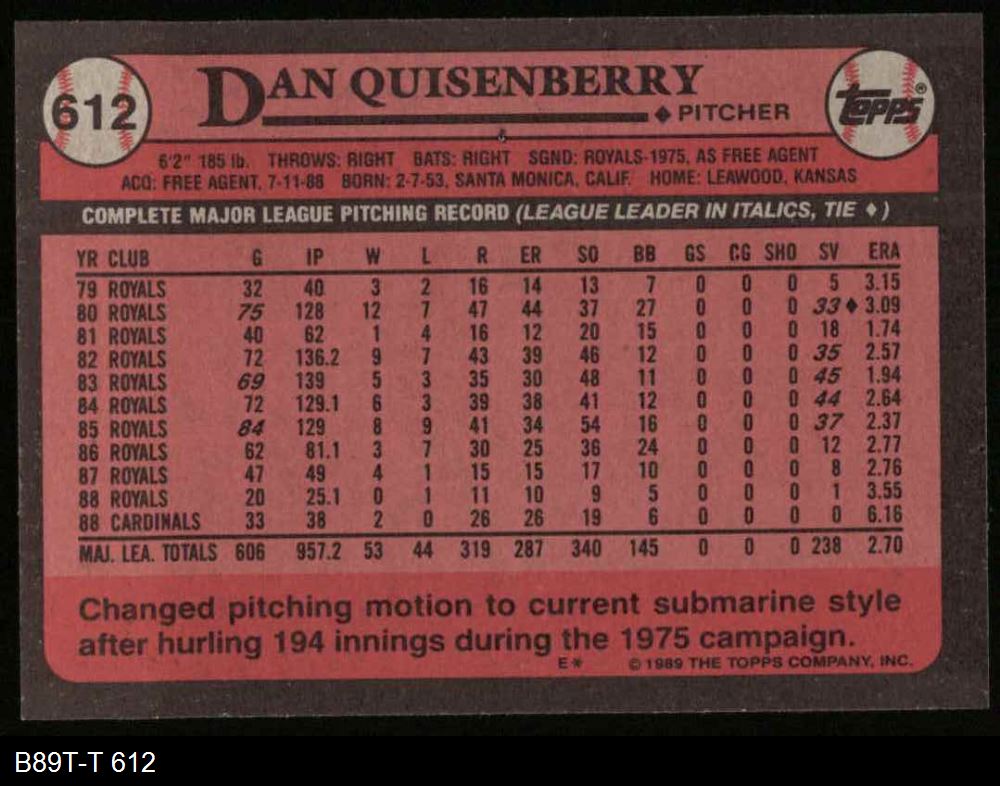 612
DAN QUISENBERRY
♦ PITCHER
Topps®
6'2" 185 lb. THROWS: RIGHT BATS: RIGHT SGND: ROYALS-1975, AS FREE AGENT
ACQ: FREE AGENT, 7-11-88 BORN: 2-7-53, SANTA MONICA, CALIF. HOME: LEAWOOD, KANSAS
COMPLETE MAJOR LEAGUE PITCHING RECORD (LEAGUE LEADER IN ITALICS, TIE ♦)
YR CLUB G IP W L R ER SO BB GS CG SHO SV ERA
79 ROYALS 32 40 3 2 16 14 13 7 0 0 0 5 3.15
80 ROYALS 75 128 12 7 47 44 37 27 0 0 0 33♦ 3.09
81 ROYALS 40 62 1 4 16 12 20 15 0 0 0 18 1.74
82 ROYALS 72 136.2 9 7 43 39 46 12 0 0 0 35 2.57
83 ROYALS 69 139 5 3 35 30 48 11 0 0 0 45 1.94
84 ROYALS 72 129.1 6 3 39 38 41 12 0 0 0 44 2.64
85 ROYALS 84 129 8 9 41 34 54 16 0 0 0 37 2.37
86 ROYALS 62 81.1 3 7 30 25 36 24 0 0 0 12 2.77
87 ROYALS 47 49 4 1 15 15 17 10 0 0 0 8 2.76
88 ROYALS 20 25.1 0 1 11 10 9 5 0 0 0 1 3.55
88 CARDINALS 33 38 2 0 26 26 19 6 0 0 0 0 6.16
MAJ. LEA. TOTALS 606 957.2 53 44 319 287 340 145 0 0 0 238 2.70
Changed pitching motion to current submarine style
after hurling 194 innings during the 1975 campaign.
E* © 1989 THE TOPPS COMPANY, INC.
B89T-T 612